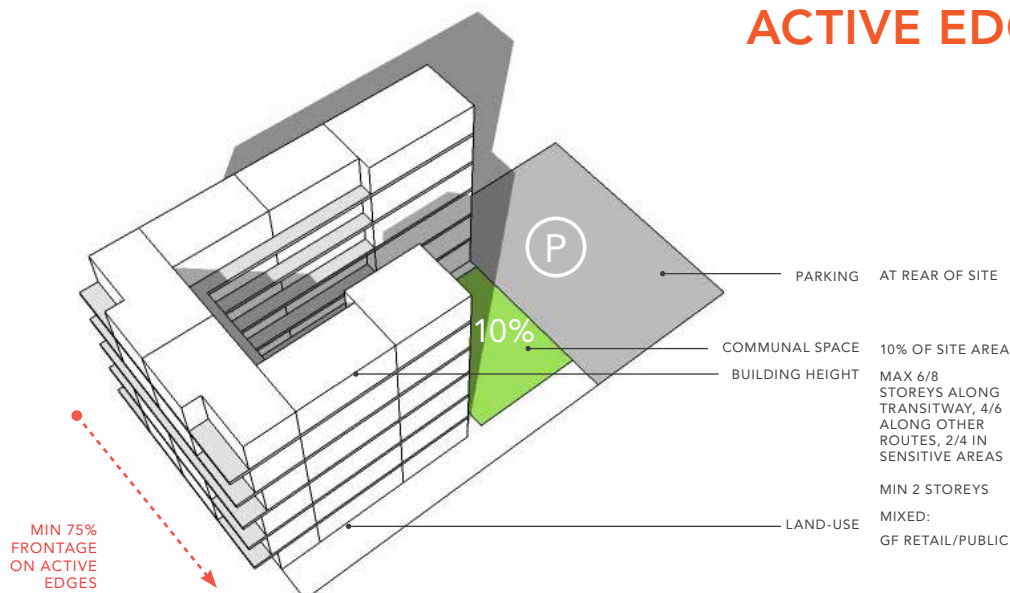 ACTIVE EDG
P
PARKING AT REAR OF SITE
10%
COMMUNAL SPACE 10% OF SITE AREA
BUILDING HEIGHT MAX 6/8
STOREYS ALONG
TRANSITWAY, 4/6
ALONG OTHER
ROUTES, 2/4 IN
SENSITIVE AREAS
MIN 2 STOREYS
LAND-USE MIXED:
GF RETAIL/PUBLIC
MIN 75%
FRONTAGE
ON ACTIVE
EDGES